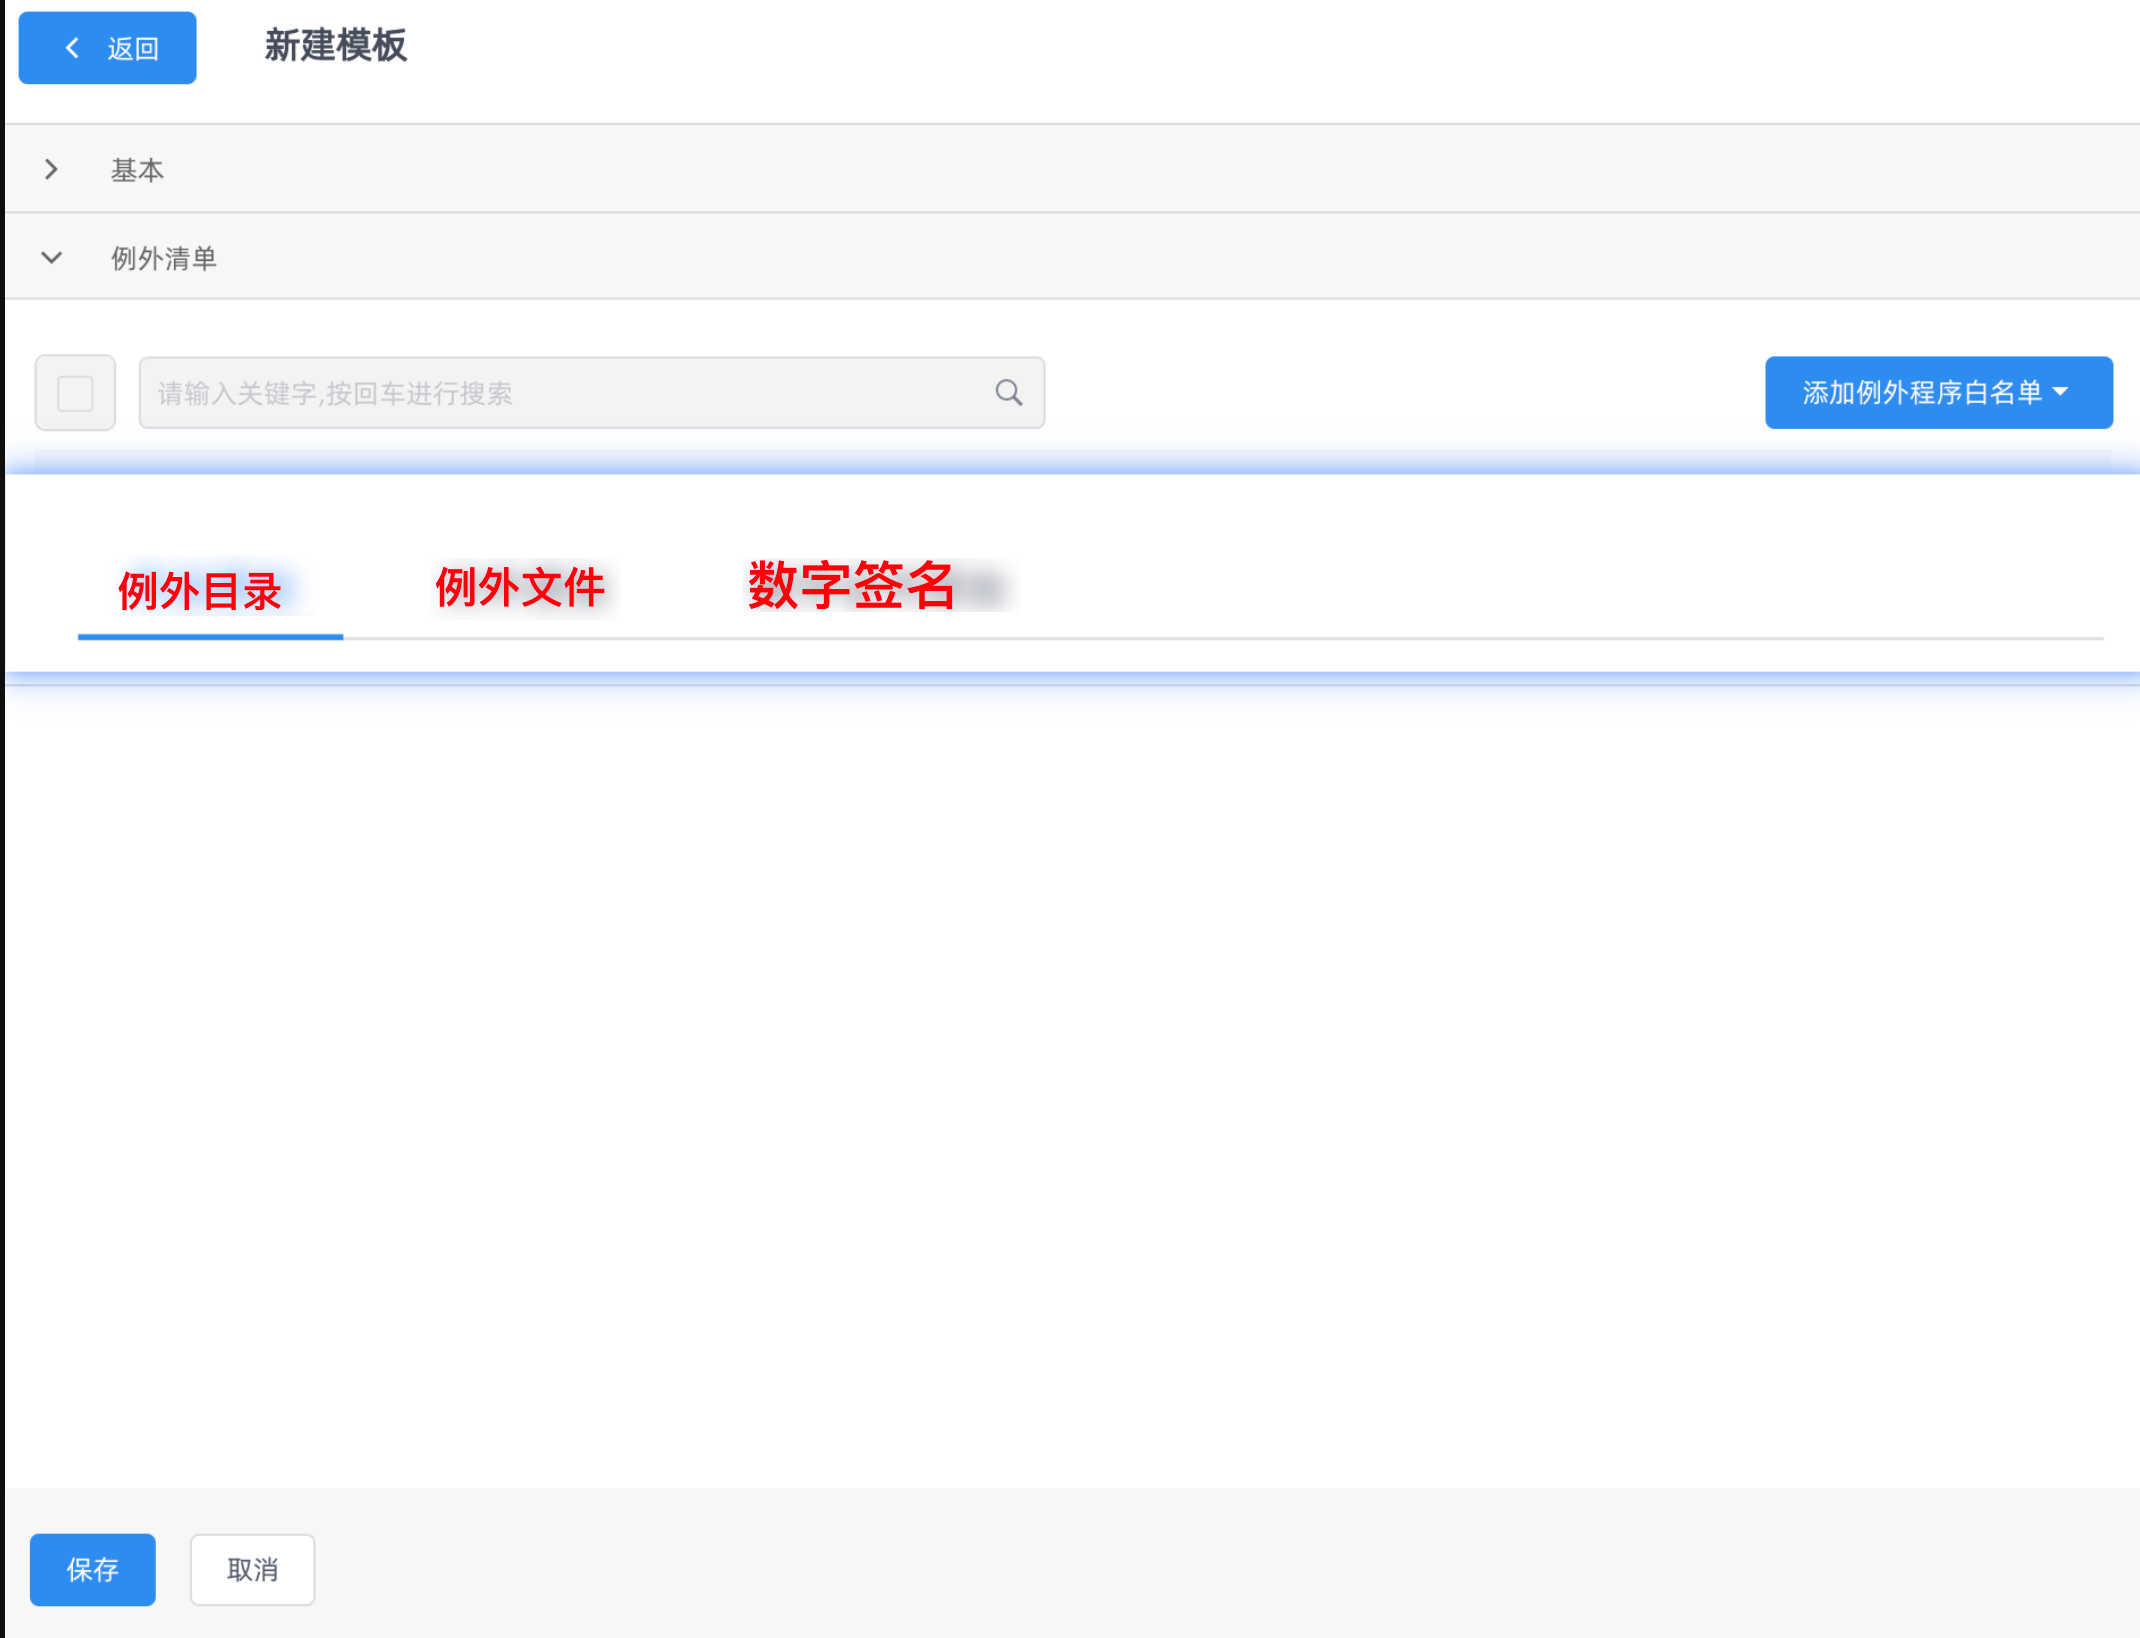 返回
新建模板
基本
例外清单
请输入关键字,按回车进行搜索
添加例外程序白名单
例外目录 例外文件 数字签名
保存 取消